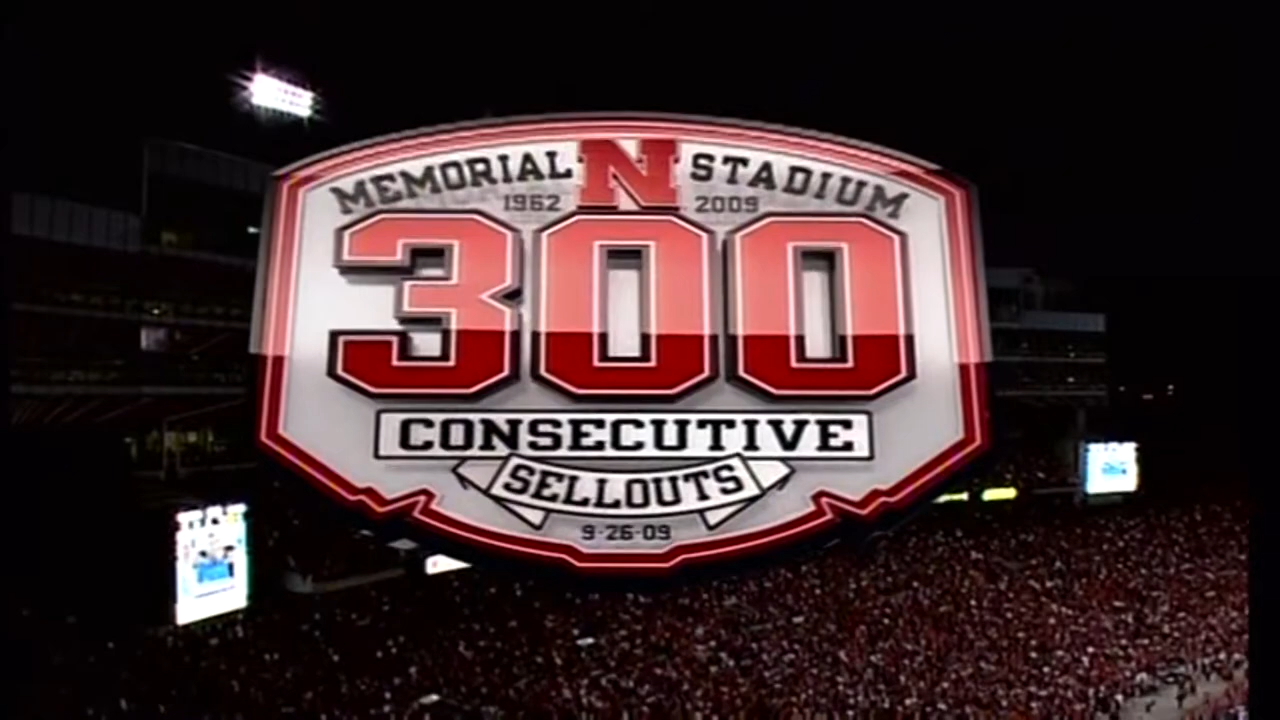 MEMORIAL N STADIUM
1962 2009
300
CONSECUTIVE
SELLOUTS
9-26-09